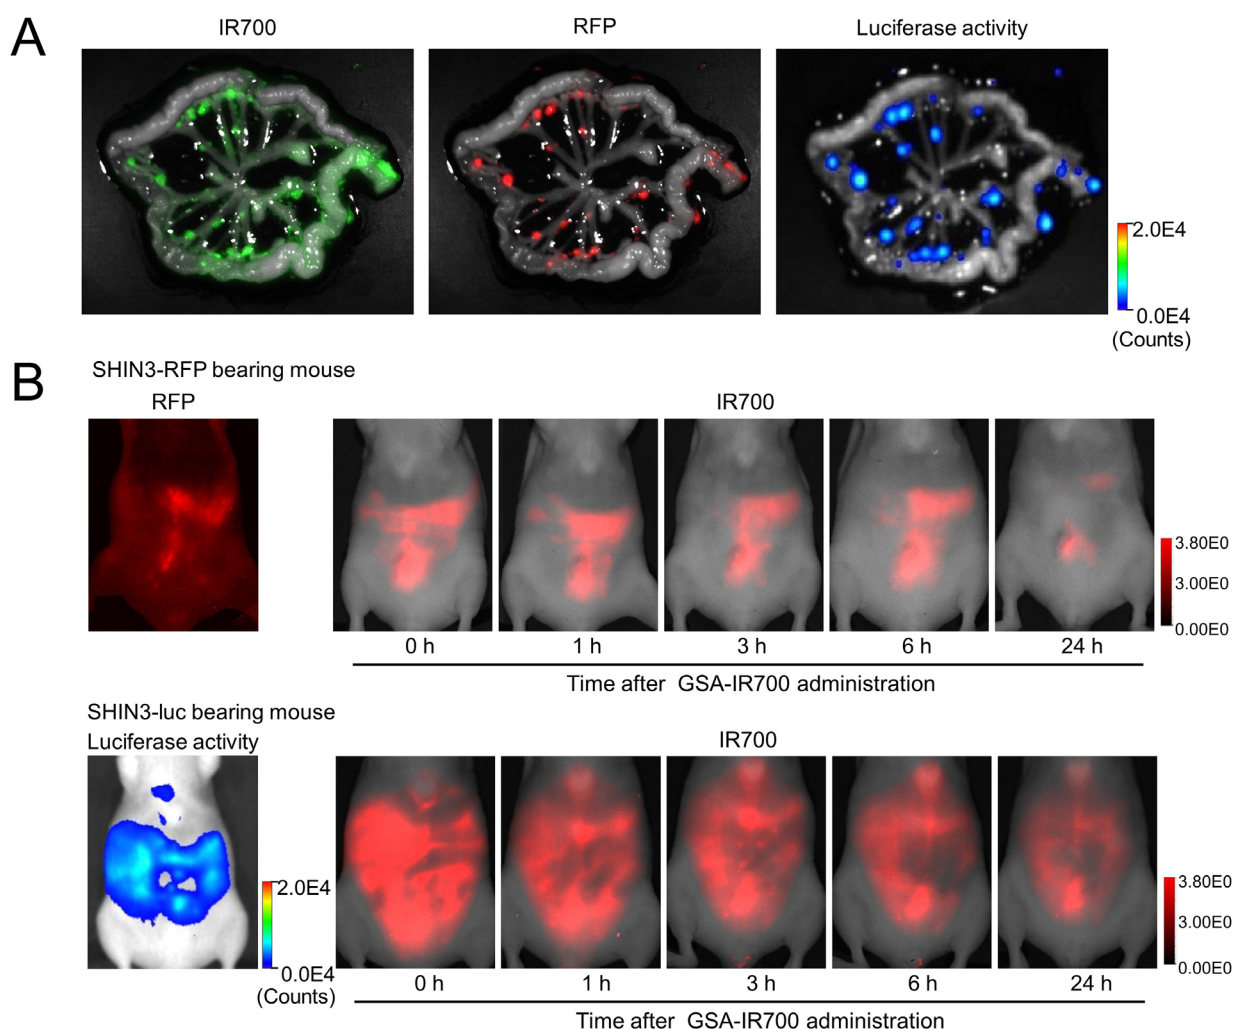 A
IR700
RFP
Luciferase activity
2.0E4
0.0E4
(Counts)
B
SHIN3-RFP bearing mouse
RFP
IR700
3.80E0
3.00E0
0.00E0
0 h
1 h
3 h
6 h
24 h
Time after GSA-IR700 administration
SHIN3-luc bearing mouse
Luciferase activity
IR700
2.0E4
0.0E4
(Counts)
3.80E0
3.00E0
0.00E0
0 h
1 h
3 h
6 h
24 h
Time after GSA-IR700 administration